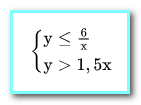 y ≤ 6/x
y > 1,5x